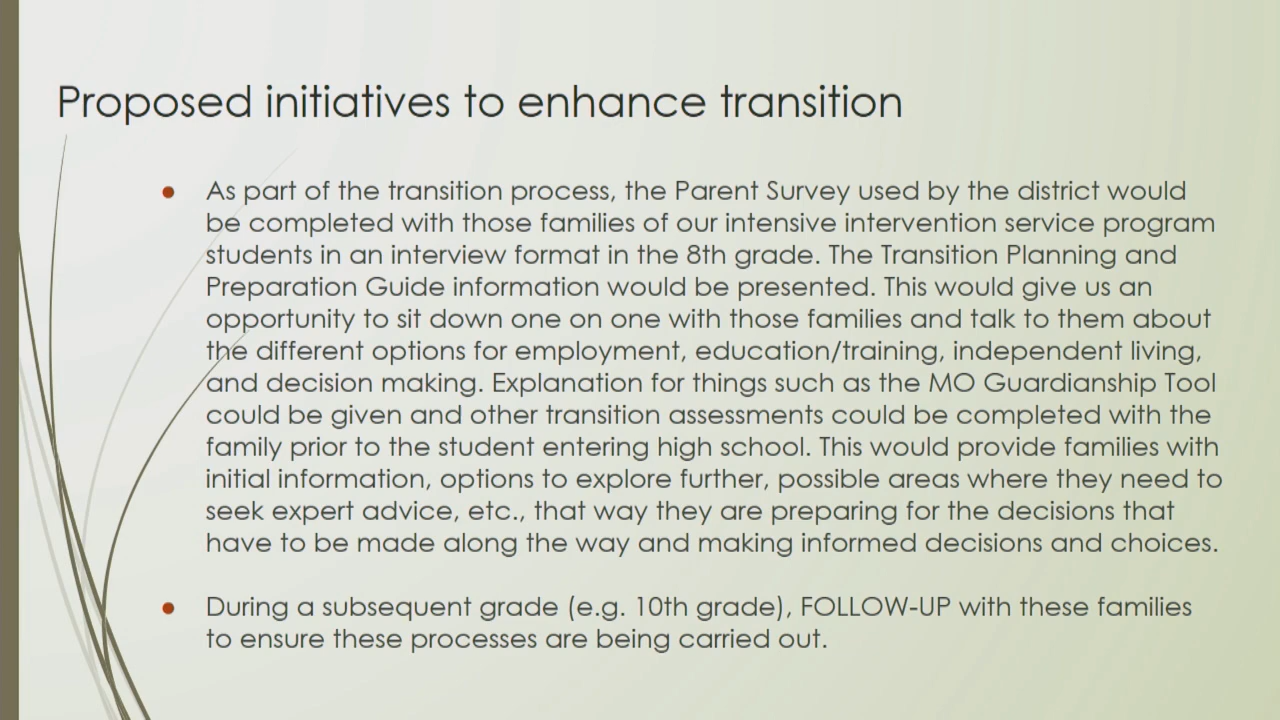 Proposed initiatives to enhance transition
As part of the transition process, the Parent Survey used by the district would
be completed with those families of our intensive intervention service program
students in an interview format in the 8th grade. The Transition Planning and
Preparation Guide information would be presented. This would give us an
opportunity to sit down one on one with those families and talk to them about
the different options for employment, education/training, independent living,
and decision making. Explanation for things such as the MO Guardianship Tool
could be given and other transition assessments could be completed with the
family prior to the student entering high school. This would provide families with
initial information, options to explore further, possible areas where they need to
seek expert advice, etc., that way they are preparing for the decisions that
have to be made along the way and making informed decisions and choices.
During a subsequent grade (e.g. 10th grade), FOLLOW-UP with these families
to ensure these processes are being carried out.